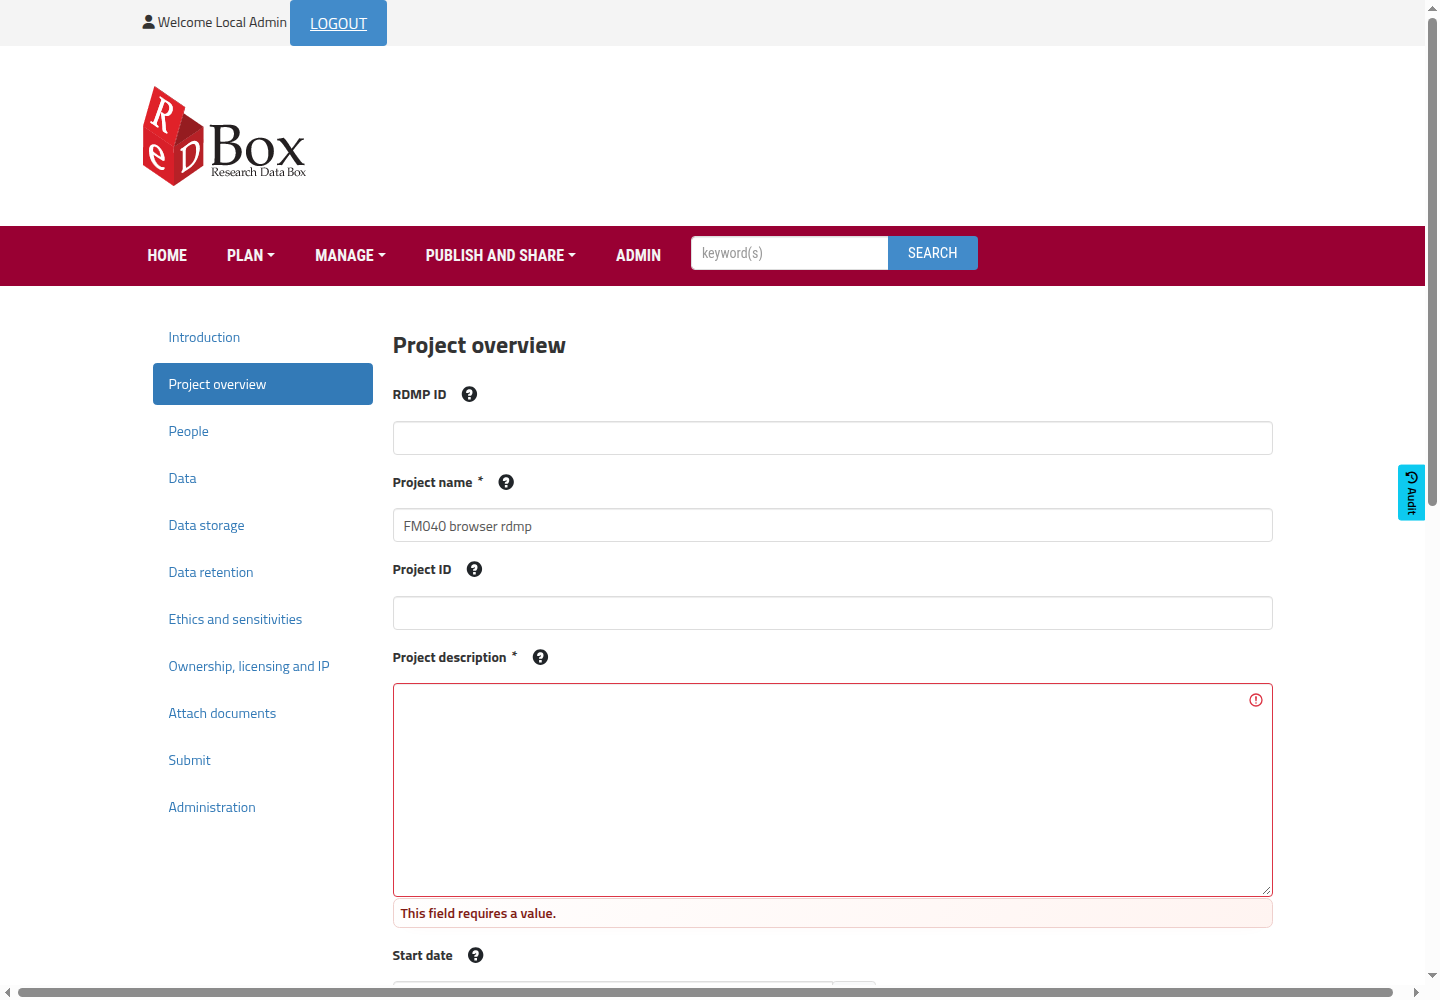 Welcome Local Admin LOGOUT
R
e D Box
Research Data Box
HOME PLAN MANAGE PUBLISH AND SHARE ADMIN keyword(s) SEARCH
Introduction
Project overview
People
Data
Data storage
Data retention
Ethics and sensitivities
Ownership, licensing and IP
Attach documents
Submit
Administration
Project overview
RDMP ID
Project name *
FM040 browser rdmp
Project ID
Project description *
This field requires a value.
Start date
Audit